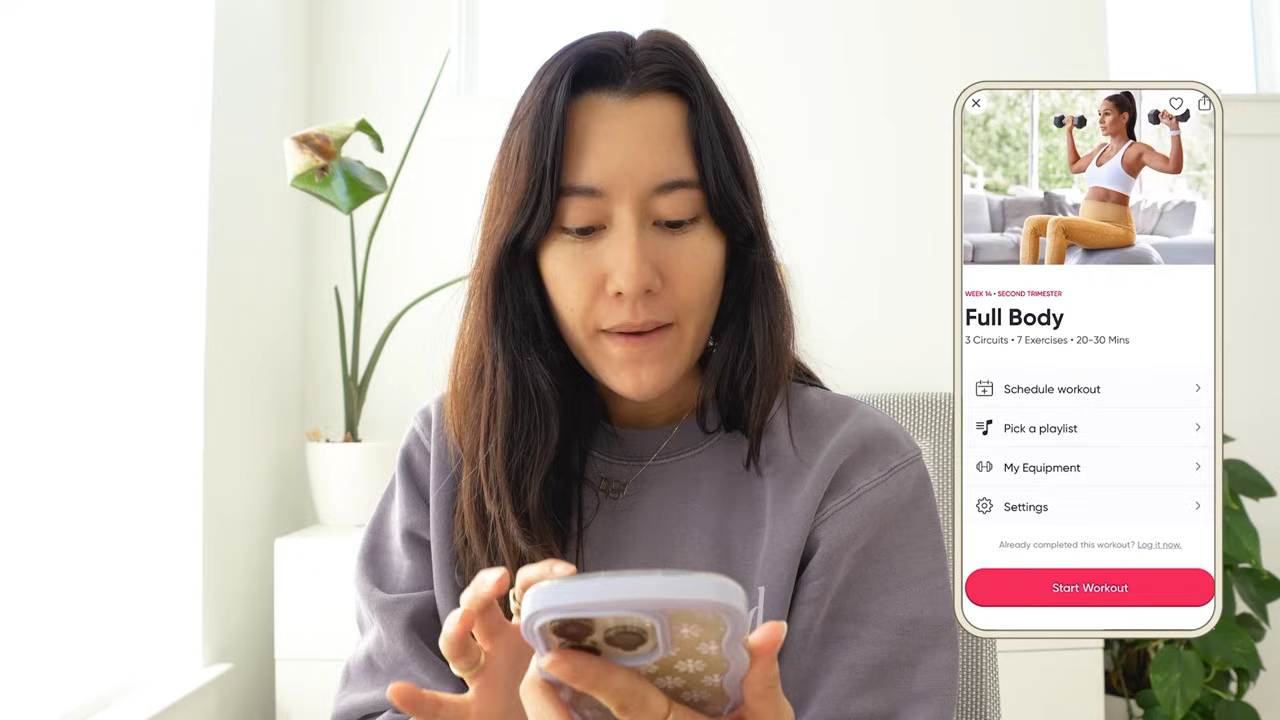 WEEK 14 • SECOND TRIMESTER
Full Body
3 Circuits • 7 Exercises • 20-30 Mins
Schedule workout
Pick a playlist
My Equipment
Settings
Already completed this workout? Log it now.
Start Workout